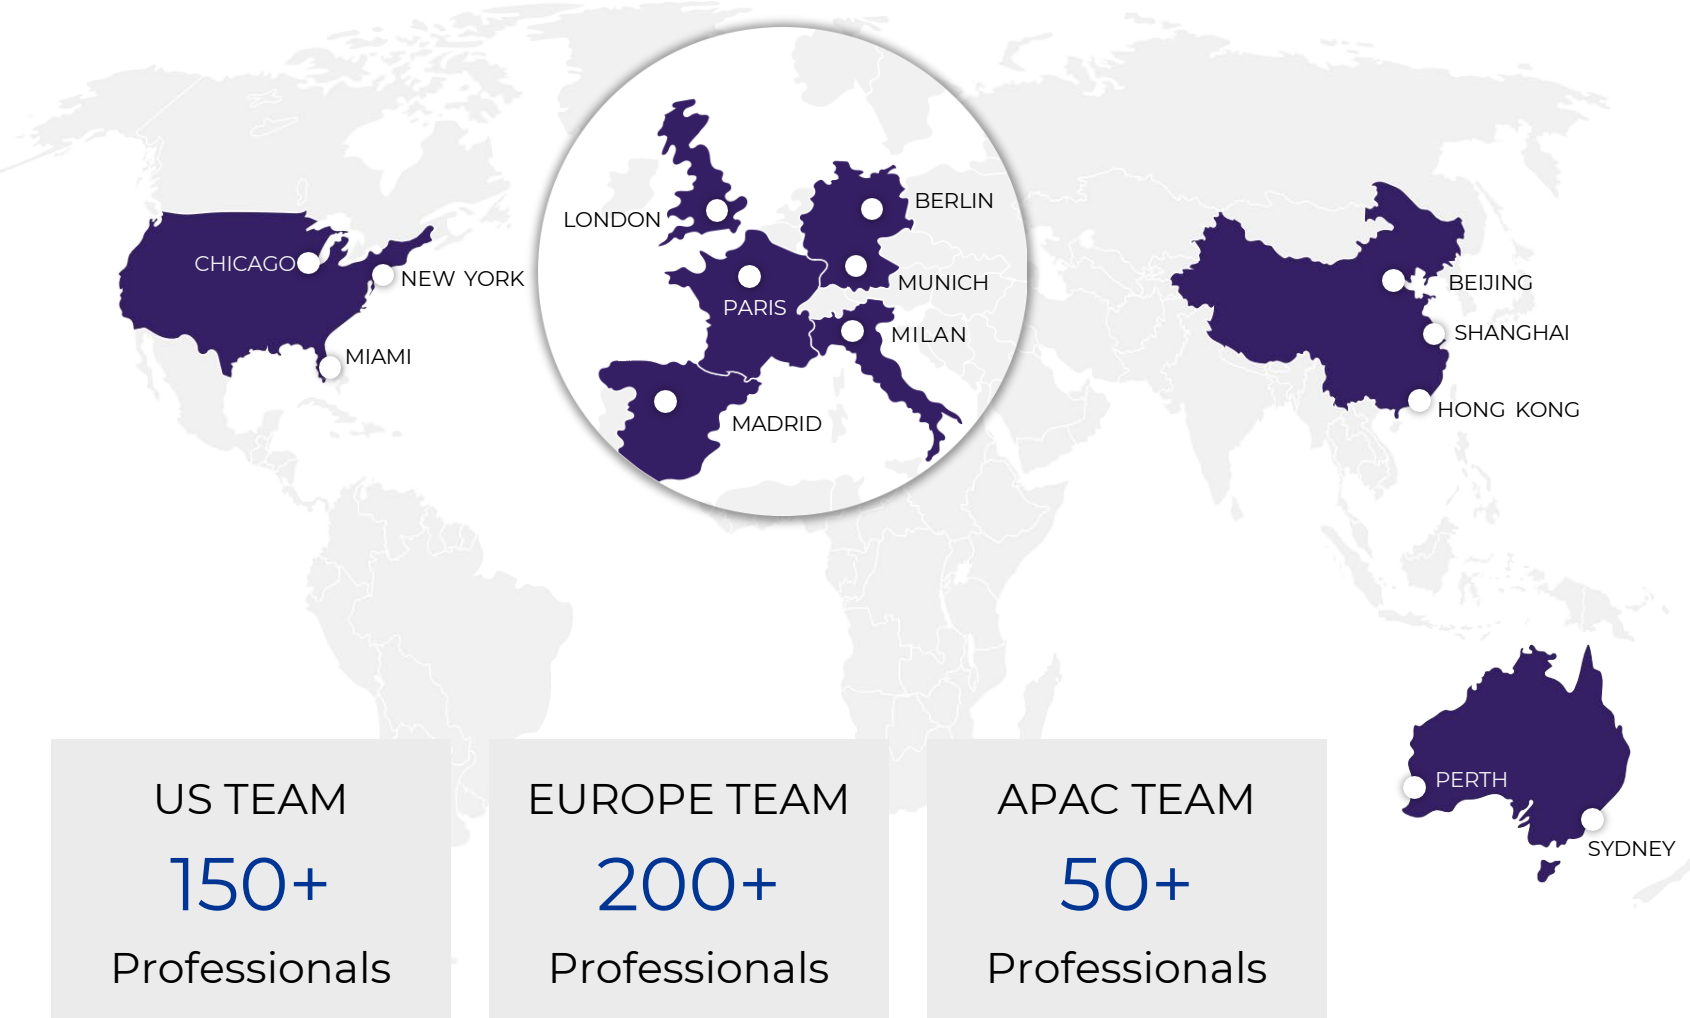 CHICAGO
NEW YORK
MIAMI
LONDON
BERLIN
MUNICH
PARIS
MILAN
MADRID
BEIJING
SHANGHAI
HONG KONG
PERTH
SYDNEY
US TEAM
150+
Professionals
EUROPE TEAM
200+
Professionals
APAC TEAM
50+
Professionals